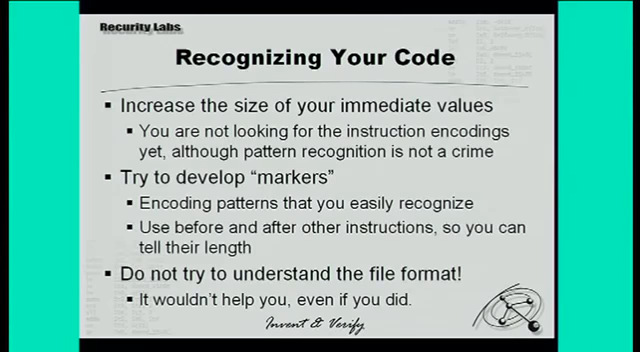 Recurity Labs
Recognizing Your Code
Increase the size of your immediate values
You are not looking for the instruction encodings
yet, although pattern recognition is not a crime
Try to develop “markers”
Encoding patterns that you easily recognize
Use before and after other instructions, so you can
tell their length
Do not try to understand the file format!
It wouldn’t help you, even if you did.
Invent & Verify